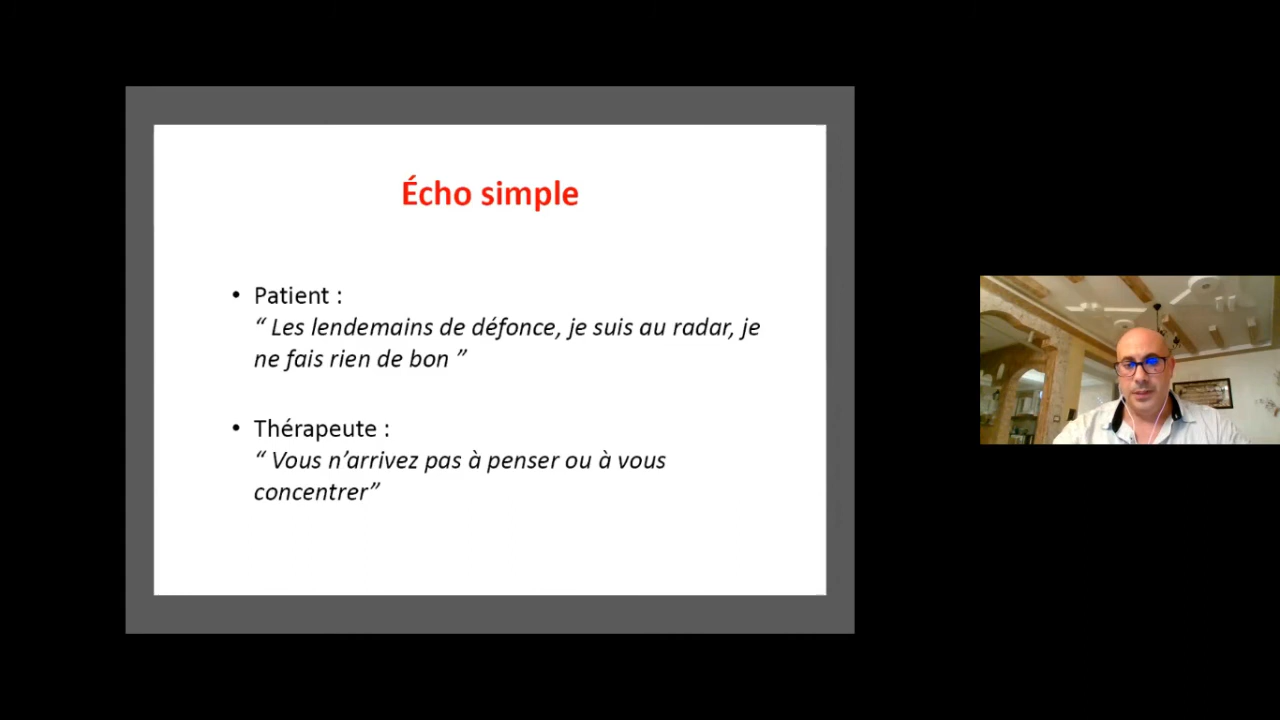 Écho simple
• Patient :
“ Les lendemains de défonce, je suis au radar, je
ne fais rien de bon ”
• Thérapeute :
“ Vous n’arrivez pas à penser ou à vous
concentrer”